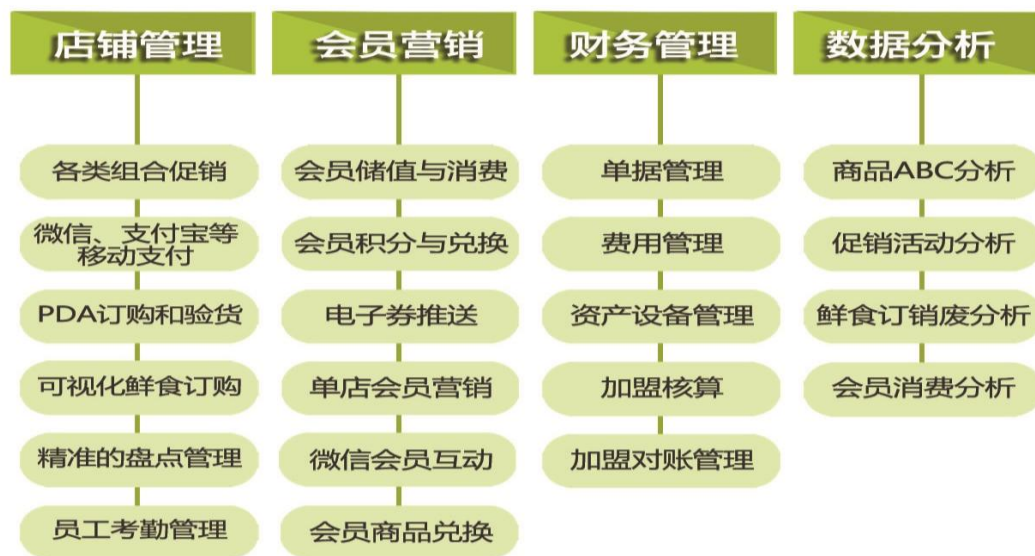 店铺管理
各类组合促销
微信、支付宝等
移动支付
PDA订购和验货
可视化鲜食订购
精准的盘点管理
员工考勤管理
会员营销
会员储值与消费
会员积分与兑换
电子券推送
单店会员营销
微信会员互动
会员商品兑换
财务管理
单据管理
费用管理
资产设备管理
加盟核算
加盟对账管理
数据分析
商品ABC分析
促销活动分析
鲜食订销废分析
会员消费分析